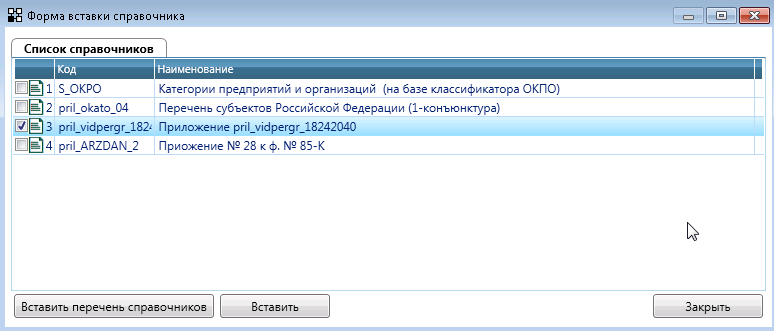 Форма вставки справочника
Список справочников
Код Наименование
1 S_OKPO Категории предприятий и организаций (на базе классификатора ОКПО)
2 pril_okato_04 Перечень субъектов Российской Федерации (1-конъюнктура)
3 pril_vidpergr_1824 Приложение pril_vidpergr_18242040
4 pril_ARZDAN_2 Приожение № 28 к ф. № 85-К
Вставить перечень справочников Вставить Закрыть